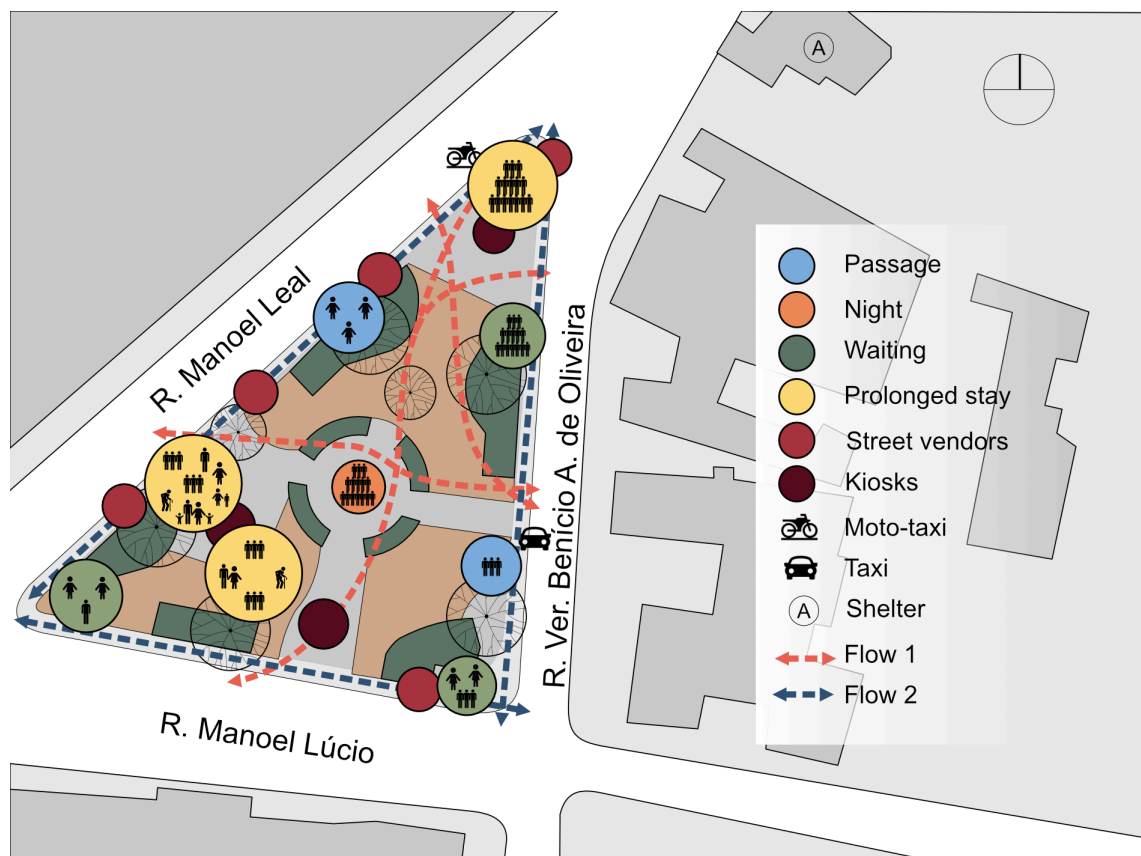 A
R. Manoel Leal
R. Ver. Benício A. de Oliveira
R. Manoel Lúcio
Passage
Night
Waiting
Prolonged stay
Street vendors
Kiosks
Moto-taxi
Taxi
A Shelter
Flow 1
Flow 2